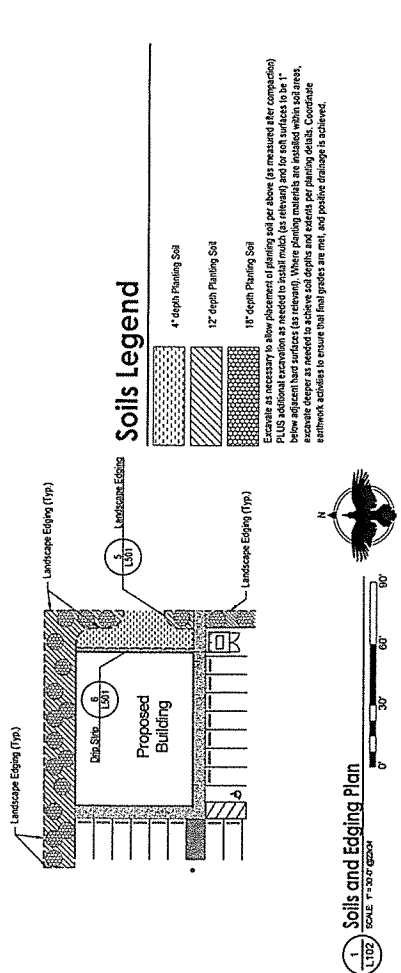 Landscape Edging (Typ.)
Landscape Edging (Typ.)
6
L501
Drip Strip
5
L501
Landscape Edging
Proposed
Building
Landscape Edging (Typ.)
Soils Legend
4" depth Planting Soil
12" depth Planting Soil
18" depth Planting Soil
Excavate as necessary to allow placement of planting soil per above (as measured after compaction)
PLUS additional excavation as needed to install mulch (as relevant) and for soft surfaces to be 1"
below adjacent hard surfaces (as relevant). Where planting materials are installed within soil areas,
excavate deeper as needed to achieve soil depths and extents per planting details. Coordinate
earthwork activities to ensure that final grades are met, and positive drainage is achieved.
1
L102
Soils and Edging Plan
SCALE: 1" = 30'-0"
0'
30'
60'
90'
N